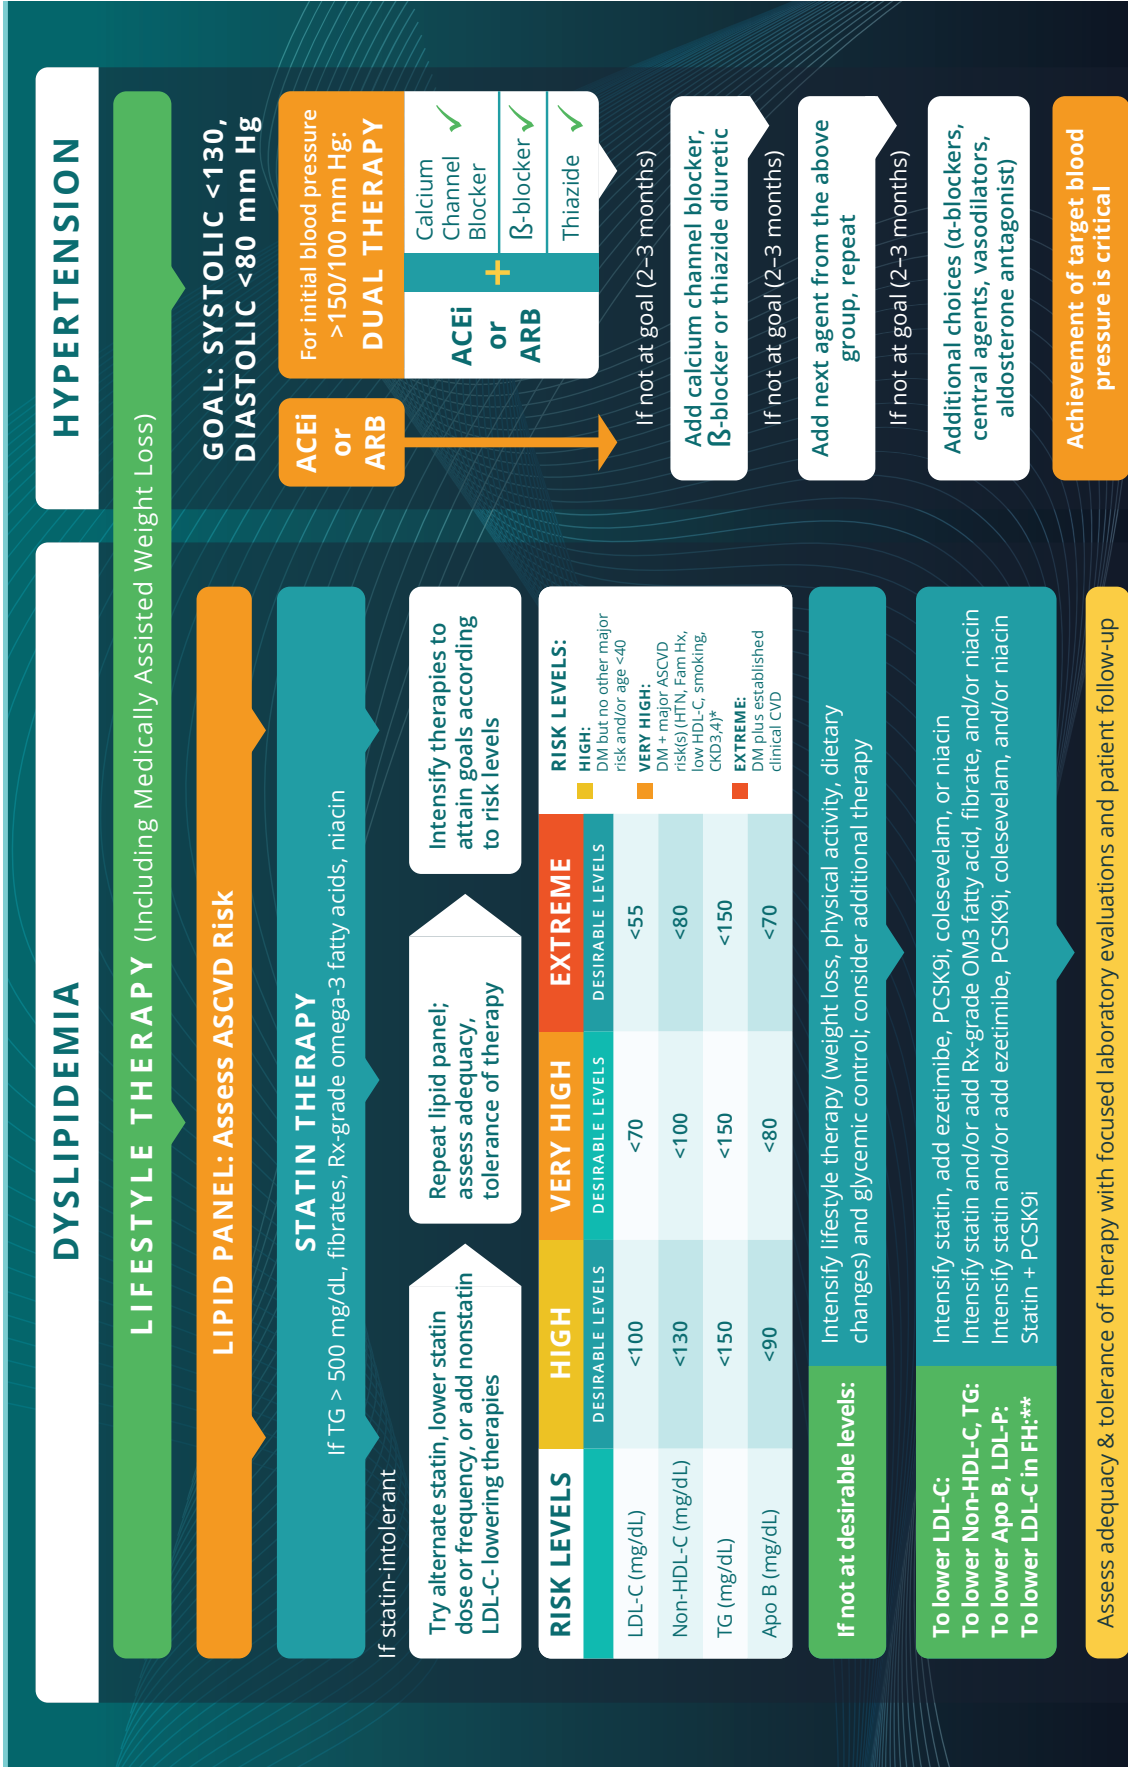 DYSLIPIDEMIA
HYPERTENSION
LIFESTYLE THERAPY (Including Medically Assisted Weight Loss)
LIPID PANEL: Assess ASCVD Risk
STATIN THERAPY
If TG > 500 mg/dL, fibrates, Rx-grade omega-3 fatty acids, niacin
If statin-intolerant
Try alternate statin, lower statin
dose or frequency, or add nonstatin
LDL-C- lowering therapies
Repeat lipid panel;
assess adequacy,
tolerance of therapy
Intensify therapies to
attain goals according
to risk levels
RISK LEVELS HIGH VERY HIGH EXTREME
DESIRABLE LEVELS DESIRABLE LEVELS DESIRABLE LEVELS
LDL-C (mg/dL) <100 <70 <55
Non-HDL-C (mg/dL) <130 <100 <80
TG (mg/dL) <150 <150 <150
Apo B (mg/dL) <90 <80 <70
RISK LEVELS:
HIGH:
DM but no other major
risk and/or age <40
VERY HIGH:
DM + major ASCVD
risk(s) (HTN, Fam Hx,
low HDL-C, smoking,
CKD3,4)*
EXTREME:
DM plus established
clinical CVD
If not at desirable levels:
Intensify lifestyle therapy (weight loss, physical activity, dietary
changes) and glycemic control; consider additional therapy
To lower LDL-C: Intensify statin, add ezetimibe, PCSK9i, colesevelam, or niacin
To lower Non-HDL-C, TG: Intensify statin and/or add Rx-grade OM3 fatty acid, fibrate, and/or niacin
To lower Apo B, LDL-P: Intensify statin and/or add ezetimibe, PCSK9i, colesevelam, and/or niacin
To lower LDL-C in FH:** Statin + PCSK9i
Assess adequacy & tolerance of therapy with focused laboratory evaluations and patient follow-up
GOAL: SYSTOLIC <130,
DIASTOLIC <80 mm Hg
ACEi
or
ARB
For initial blood pressure
>150/100 mm Hg:
DUAL THERAPY
ACEi
or
ARB
+
Calcium
Channel
Blocker ✓
ß-blocker ✓
Thiazide ✓
If not at goal (2–3 months)
Add calcium channel blocker,
ß-blocker or thiazide diuretic
If not at goal (2–3 months)
Add next agent from the above
group, repeat
If not at goal (2–3 months)
Additional choices (α-blockers,
central agents, vasodilators,
aldosterone antagonist)
Achievement of target blood
pressure is critical